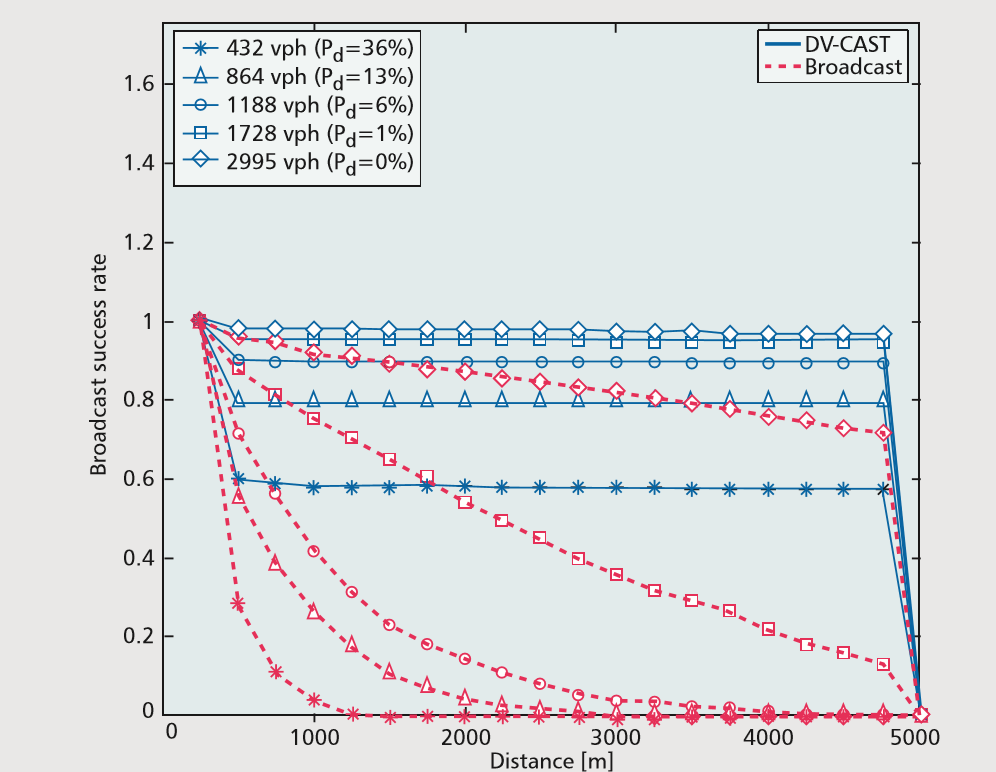 432 vph (Pd=36%)
864 vph (Pd=13%)
1188 vph (Pd=6%)
1728 vph (Pd=1%)
2995 vph (Pd=0%)
DV-CAST
Broadcast
1.6
1.4
1.2
1
0.8
0.6
0.4
0.2
0
Broadcast success rate
0
1000
2000
3000
4000
5000
Distance [m]